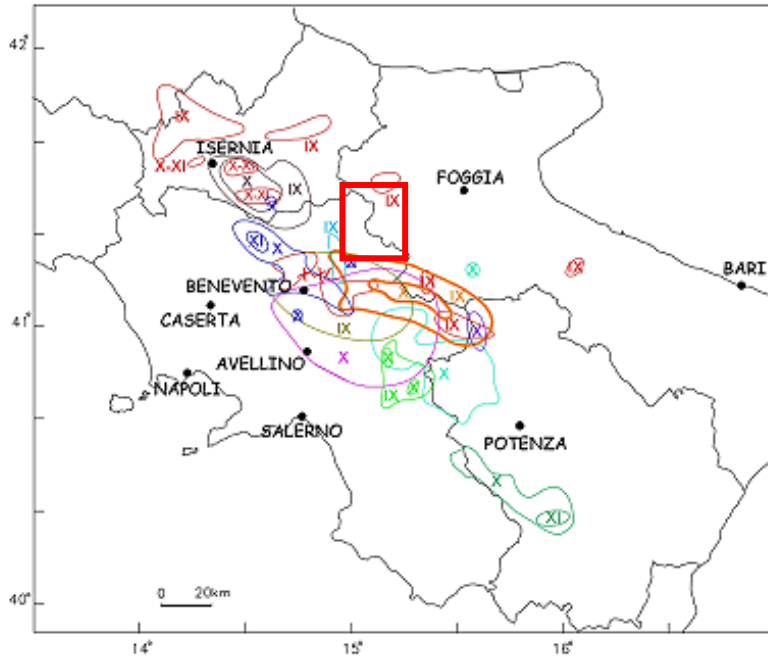 42°
IX
ISERNIA
IX
X-XI
X-XI
X
IX
X-XI
FOGGIA
IX
IX
XI
X
IX
BARI
BENEVENTO
IX
IX
CASERTA
41°
IX
IX
X
AVELLINO
X
X
X
NAPOLI
IX
X
SALERNO
POTENZA
X
XI
0 20km
40°
14° 15° 16°